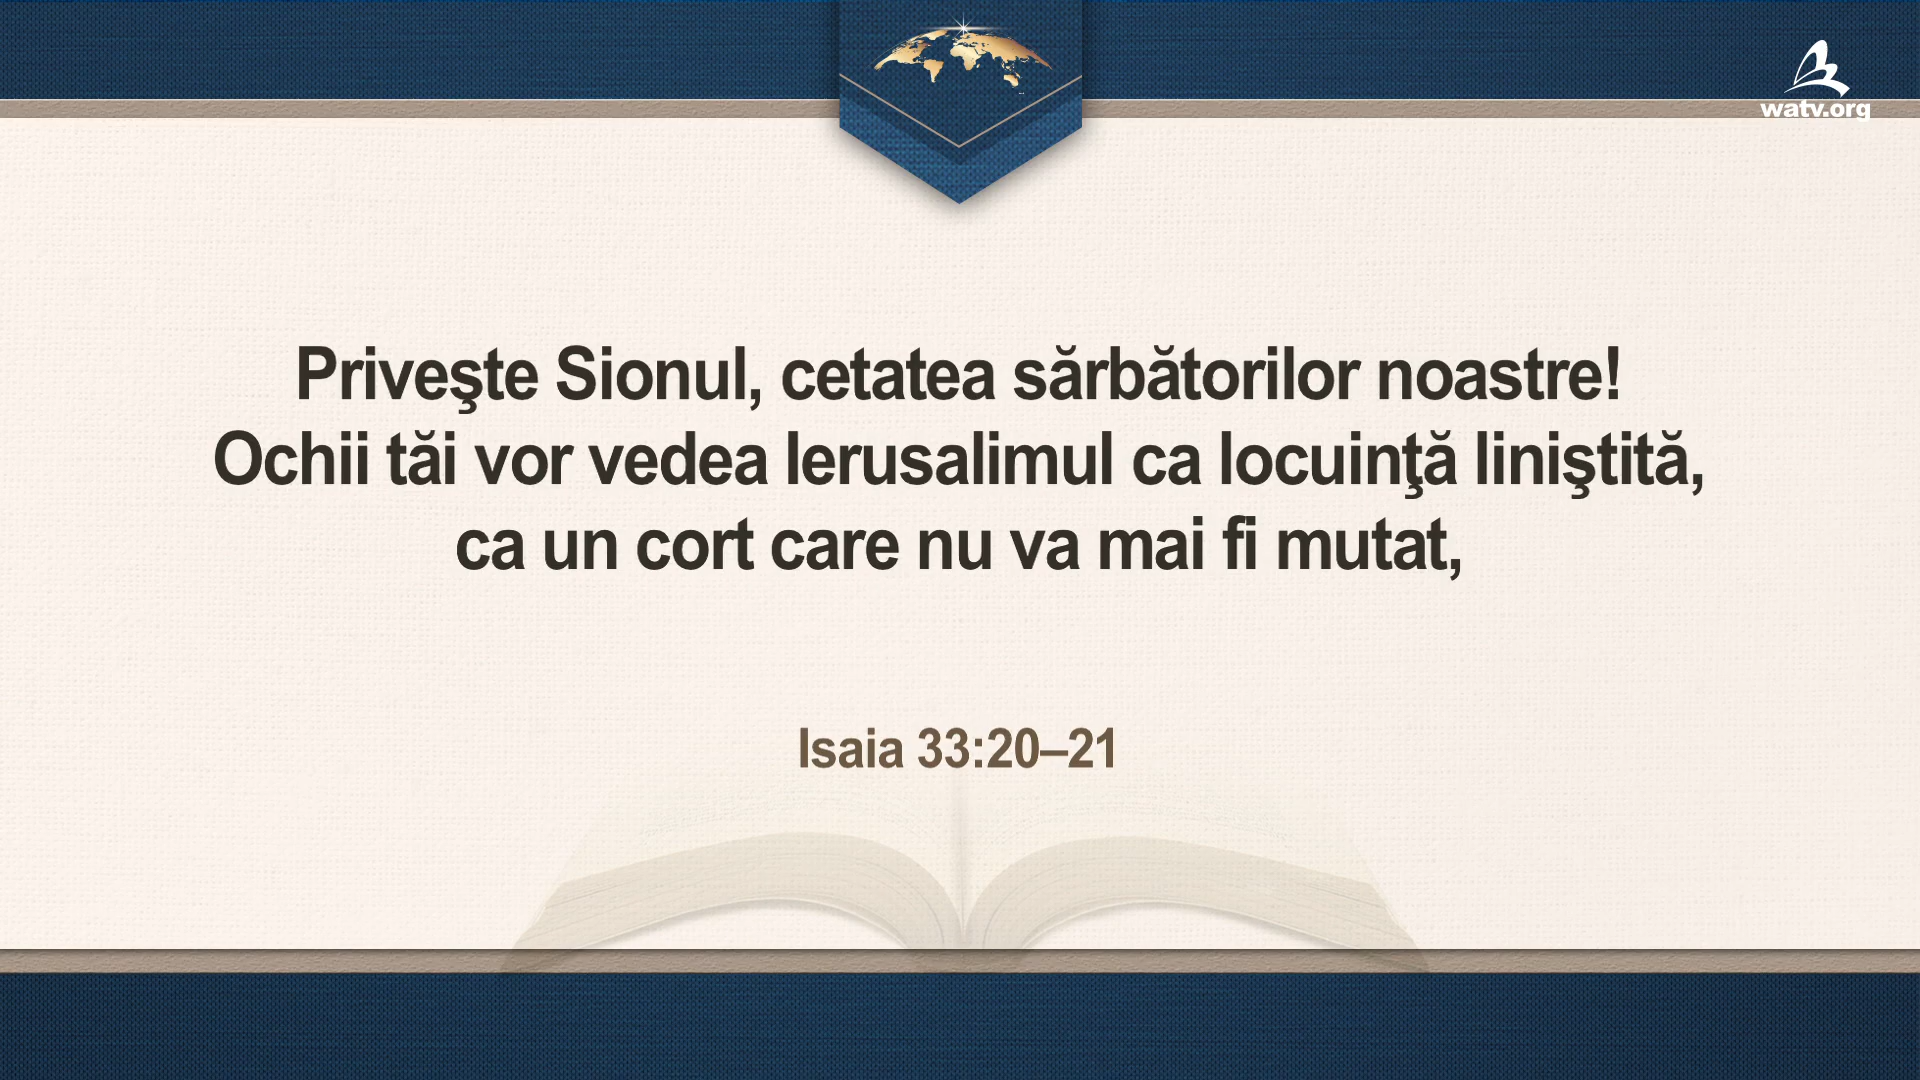 watv.org
Priveşte Sionul, cetatea sărbătorilor noastre!
Ochii tăi vor vedea Ierusalimul ca locuinţă liniştită,
ca un cort care nu va mai fi mutat,
Isaia 33:20–21